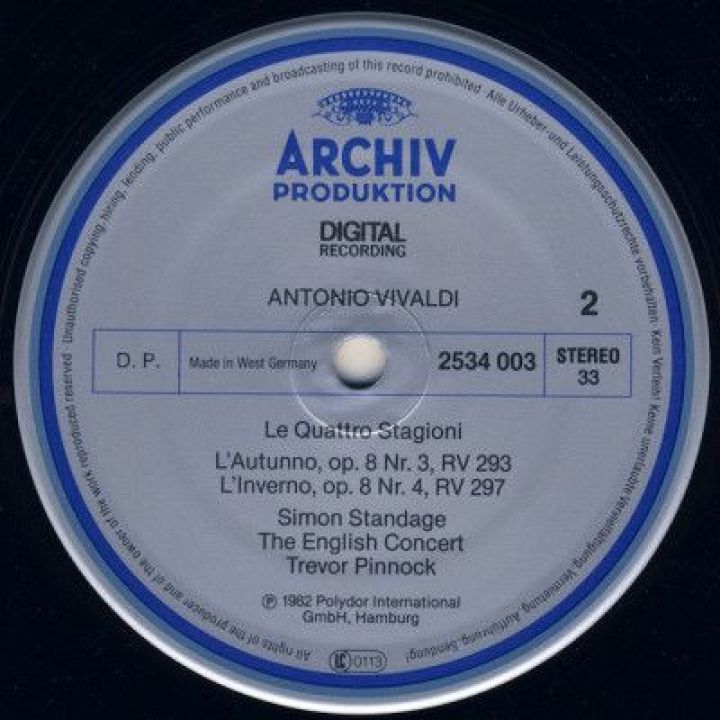 ARCHIV
PRODUKTION
DIGITAL
RECORDING
ANTONIO VIVALDI
2
D. P.
Made in West Germany
2534 003
STEREO
33
Le Quattro Stagioni
L'Autunno, op. 8 Nr. 3, RV 293
L'Inverno, op. 8 Nr. 4, RV 297
Simon Standage
The English Concert
Trevor Pinnock
℗ 1982 Polydor International
GmbH, Hamburg
LC 0113
All rights of the producer and of the owner of the work reproduced reserved. Unauthorised copying, hiring, lending, public performance and broadcasting of this record prohibited. Alle Urheber- und Leistungsschutzrechte vorbehalten. Kein Verleih! Keine unerlaubte Vervielfältigung, Vermietung, Aufführung, Sendung!